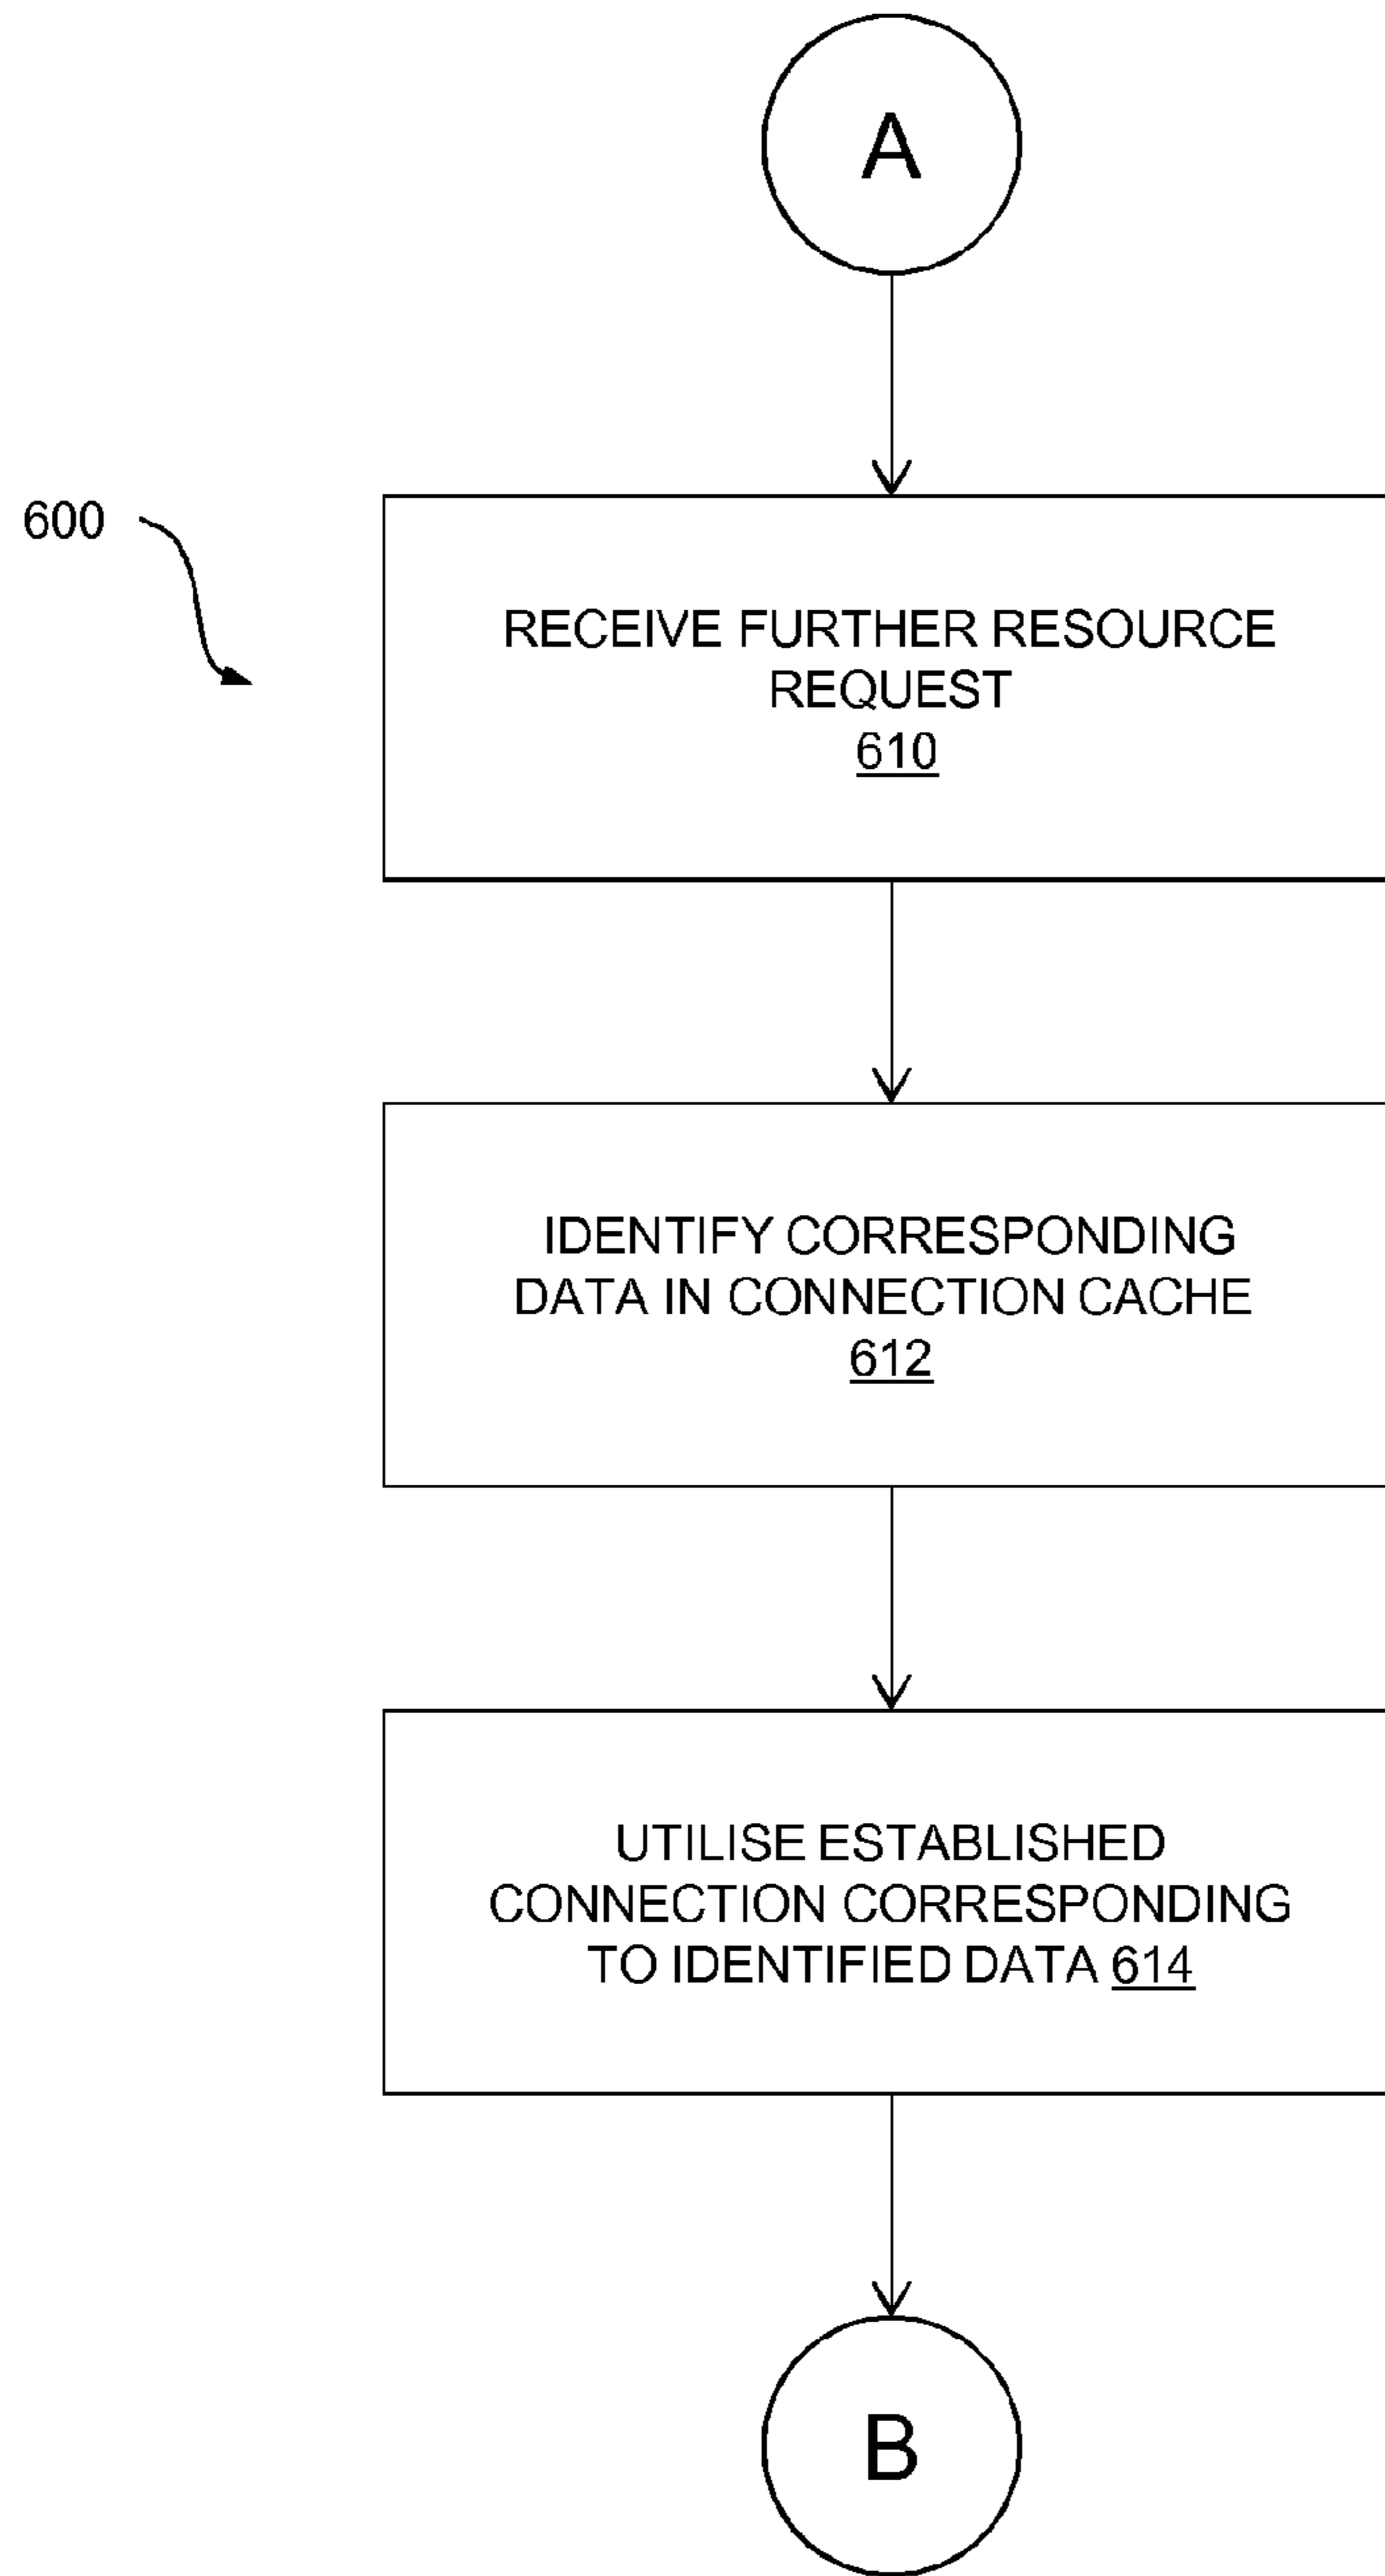 A
600
RECEIVE FURTHER RESOURCE
REQUEST
610
IDENTIFY CORRESPONDING
DATA IN CONNECTION CACHE
612
UTILISE ESTABLISHED
CONNECTION CORRESPONDING
TO IDENTIFIED DATA 614
B